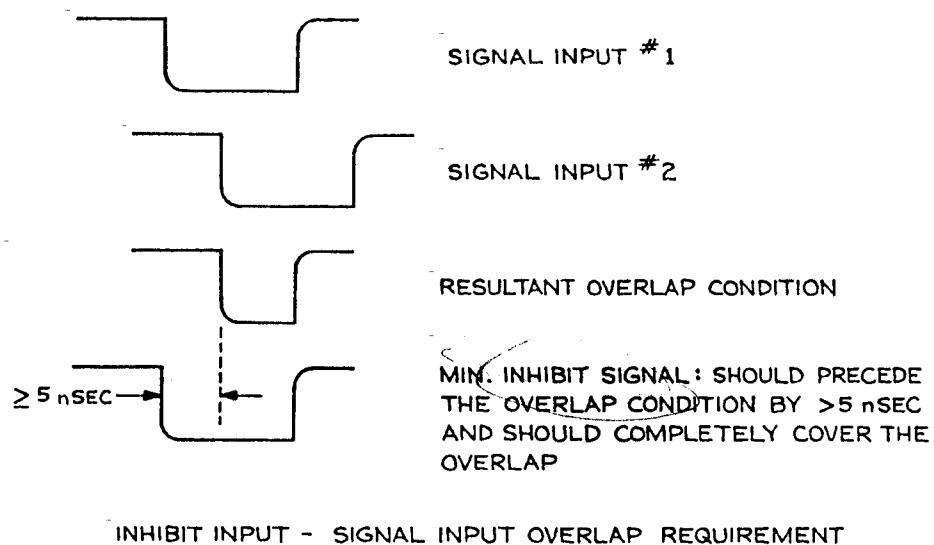 SIGNAL INPUT #1
SIGNAL INPUT #2
RESULTANT OVERLAP CONDITION
≥ 5 nSEC
MIN. INHIBIT SIGNAL: SHOULD PRECEDE
THE OVERLAP CONDITION BY >5 nSEC
AND SHOULD COMPLETELY COVER THE
OVERLAP
INHIBIT INPUT - SIGNAL INPUT OVERLAP REQUIREMENT